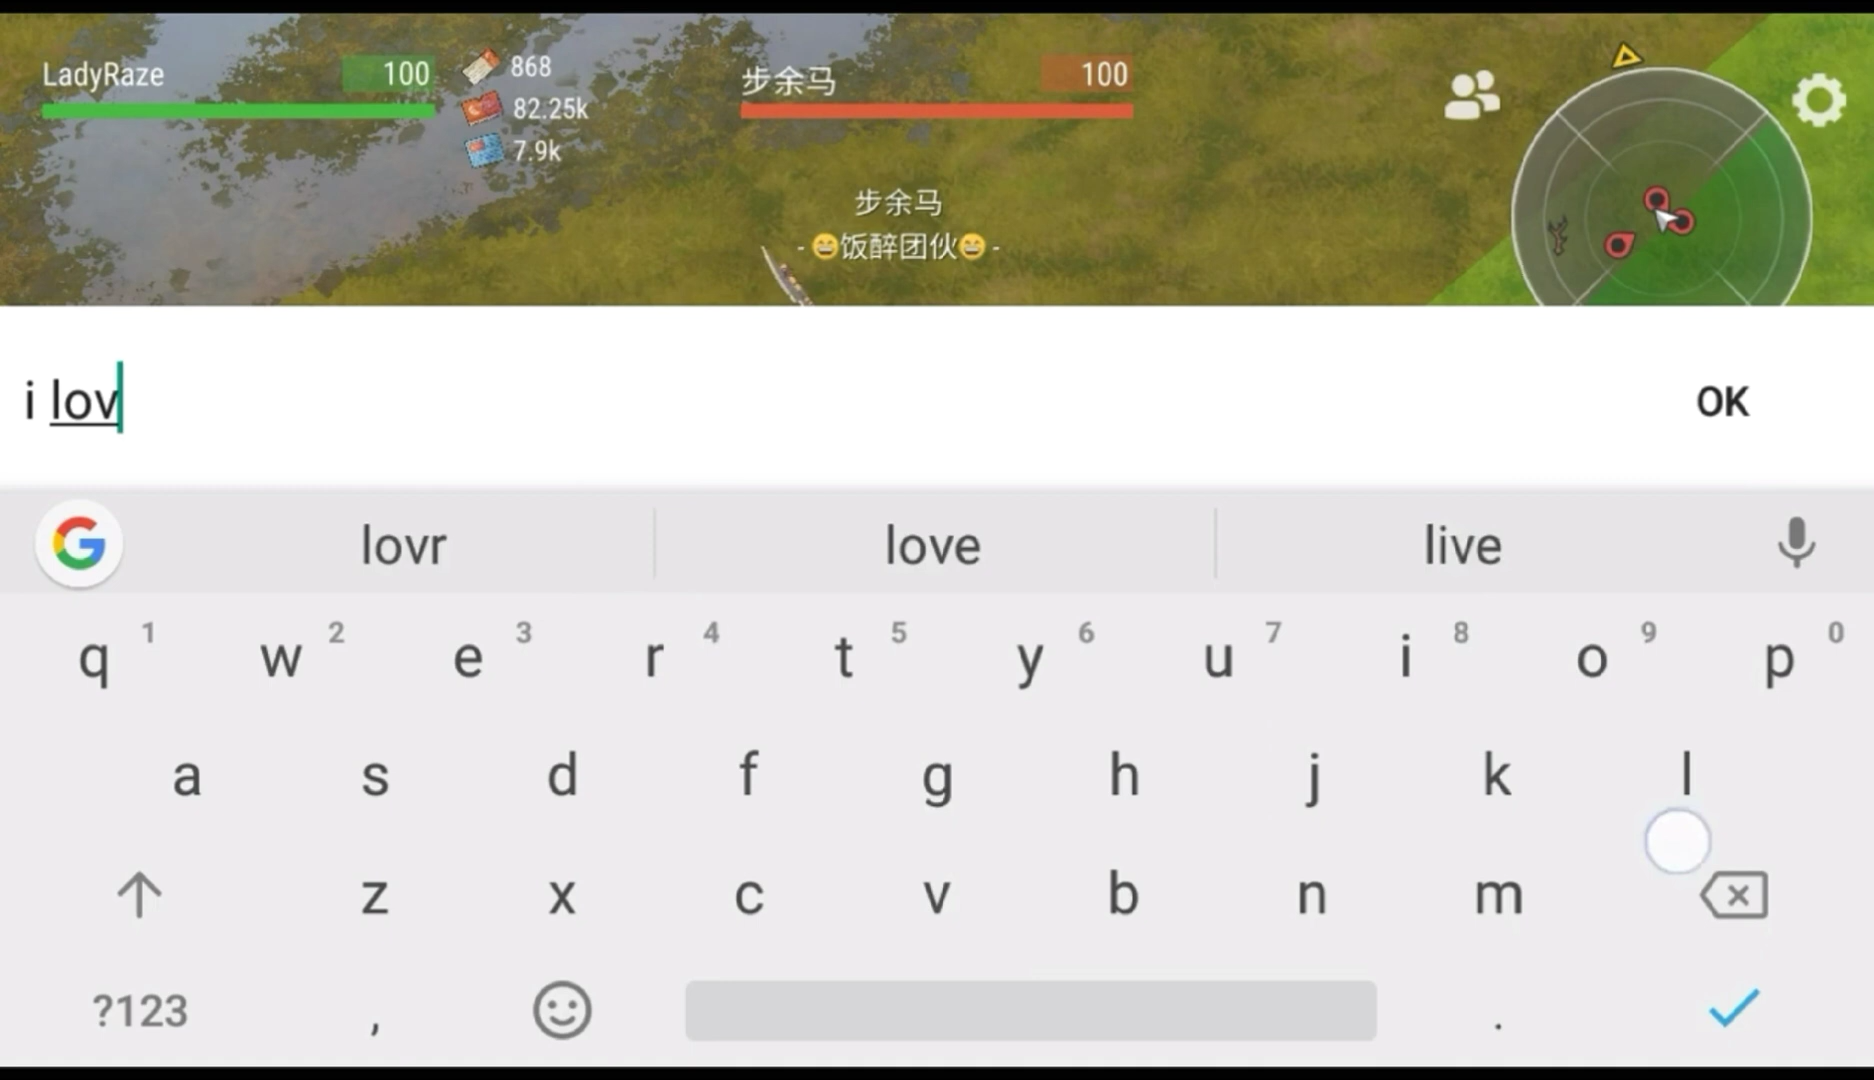 LadyRaze 100
868
82.25k
7.9k
步余马 100
步余马
-😄饭醉团伙😄-
i lov
OK
lovr love live
q 1 w 2 e 3 r 4 t 5 y 6 u 7 i 8 o 9 p 0
a s d f g h j k l
z x c v b n m
?123 , .